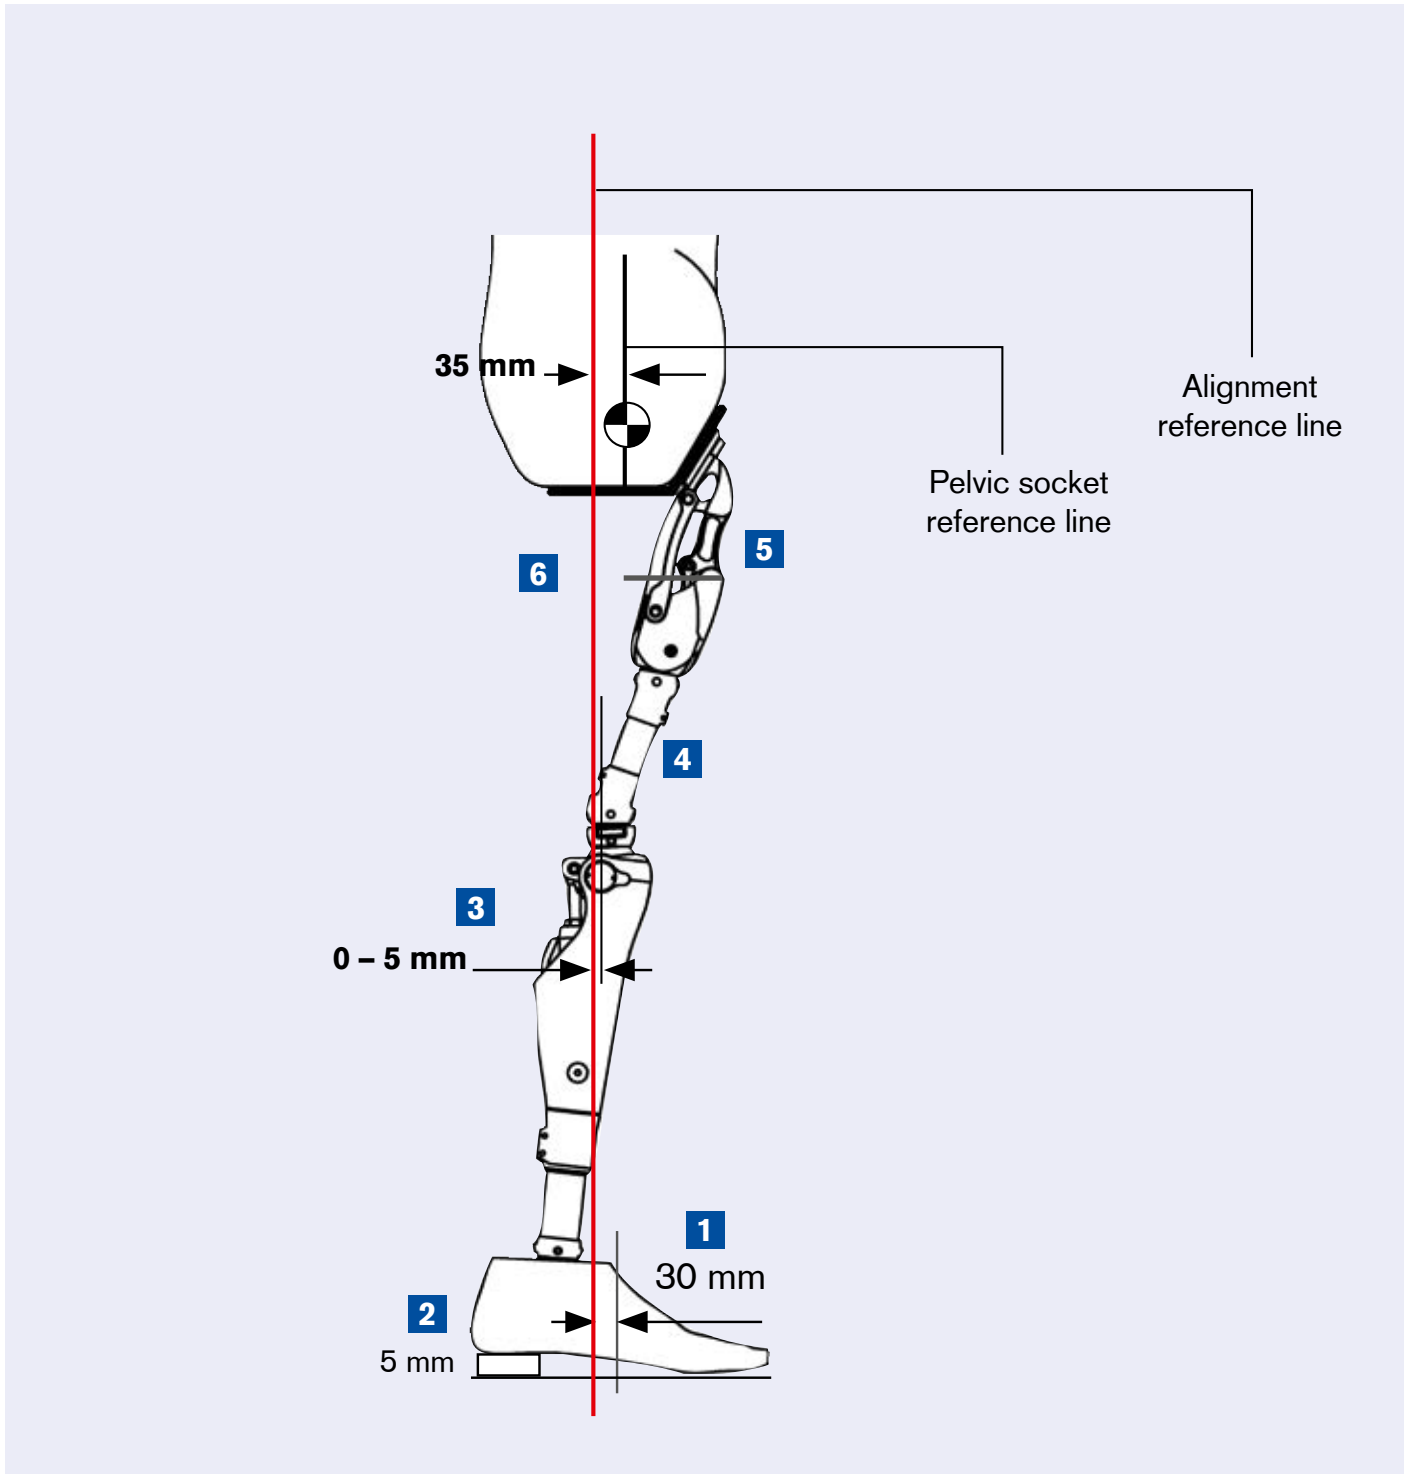 35 mm
Alignment
reference line
Pelvic socket
reference line
5
6
4
3
0 – 5 mm
1
30 mm
2
5 mm